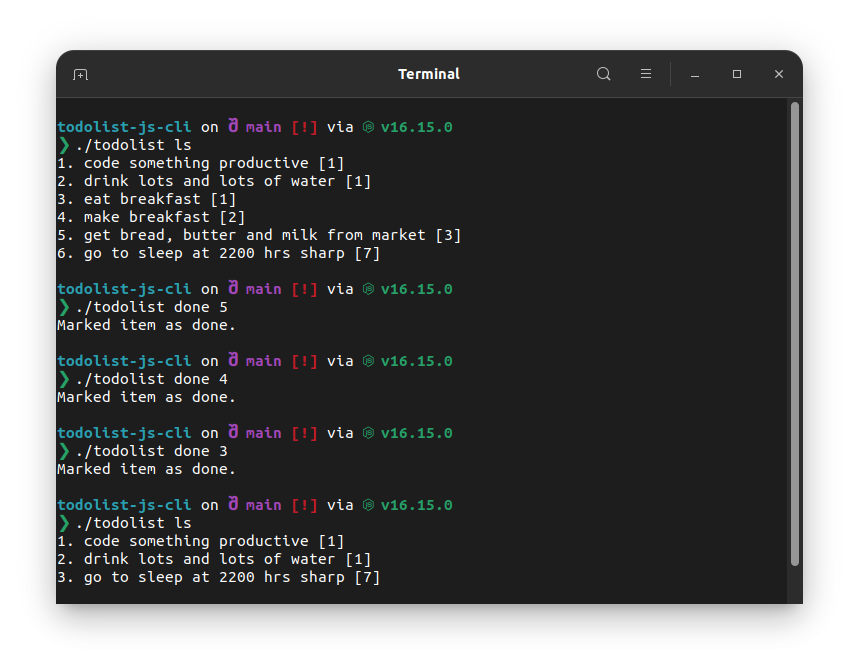 Terminal
todolist-js-cli on main [!] via v16.15.0
❯ ./todolist ls
1. code something productive [1]
2. drink lots and lots of water [1]
3. eat breakfast [1]
4. make breakfast [2]
5. get bread, butter and milk from market [3]
6. go to sleep at 2200 hrs sharp [7]
todolist-js-cli on main [!] via v16.15.0
❯ ./todolist done 5
Marked item as done.
todolist-js-cli on main [!] via v16.15.0
❯ ./todolist done 4
Marked item as done.
todolist-js-cli on main [!] via v16.15.0
❯ ./todolist done 3
Marked item as done.
todolist-js-cli on main [!] via v16.15.0
❯ ./todolist ls
1. code something productive [1]
2. drink lots and lots of water [1]
3. go to sleep at 2200 hrs sharp [7]